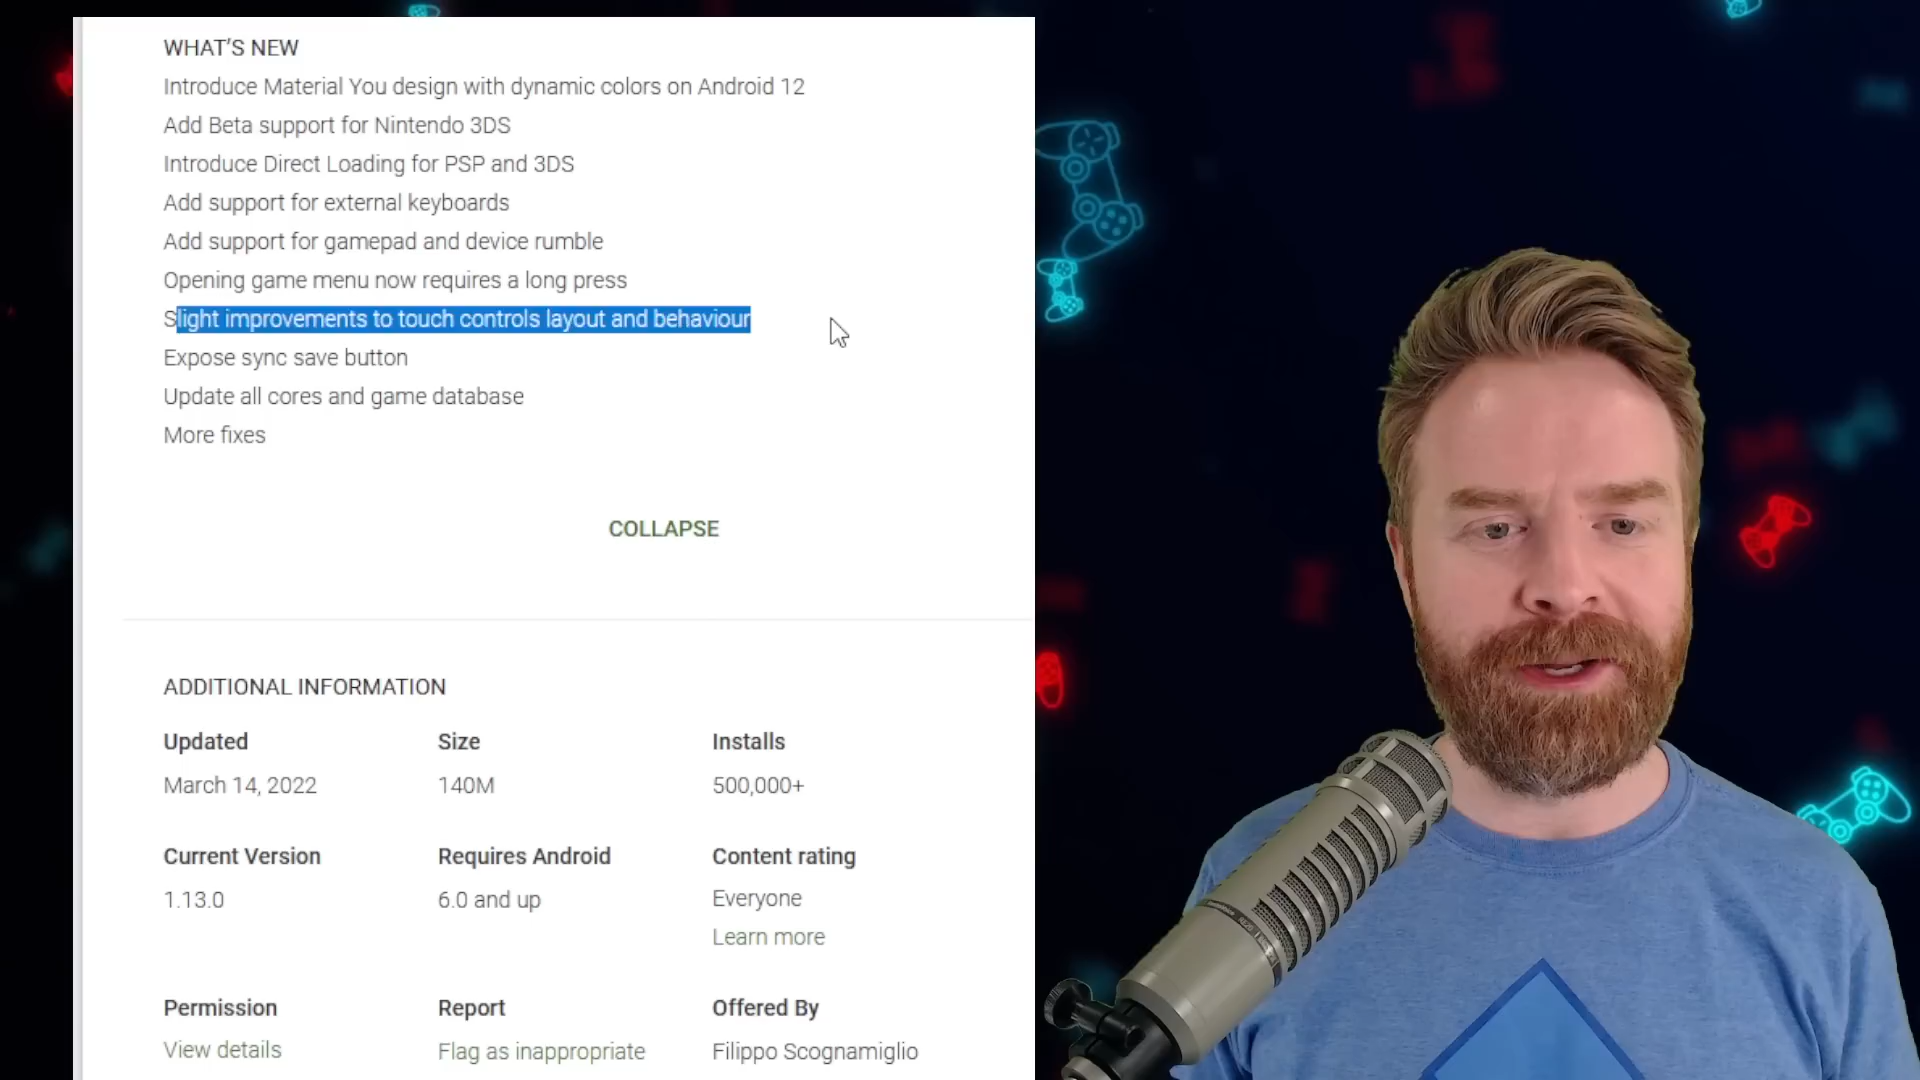 WHAT'S NEW
Introduce Material You design with dynamic colors on Android 12
Add Beta support for Nintendo 3DS
Introduce Direct Loading for PSP and 3DS
Add support for external keyboards
Add support for gamepad and device rumble
Opening game menu now requires a long press
Slight improvements to touch controls layout and behaviour
Expose sync save button
Update all cores and game database
More fixes
COLLAPSE
ADDITIONAL INFORMATION
Updated Size Installs
March 14, 2022 140M 500,000+
Current Version Requires Android Content rating
1.13.0 6.0 and up Everyone
Learn more
Permission Report Offered By
View details Flag as inappropriate Filippo Scognamiglio